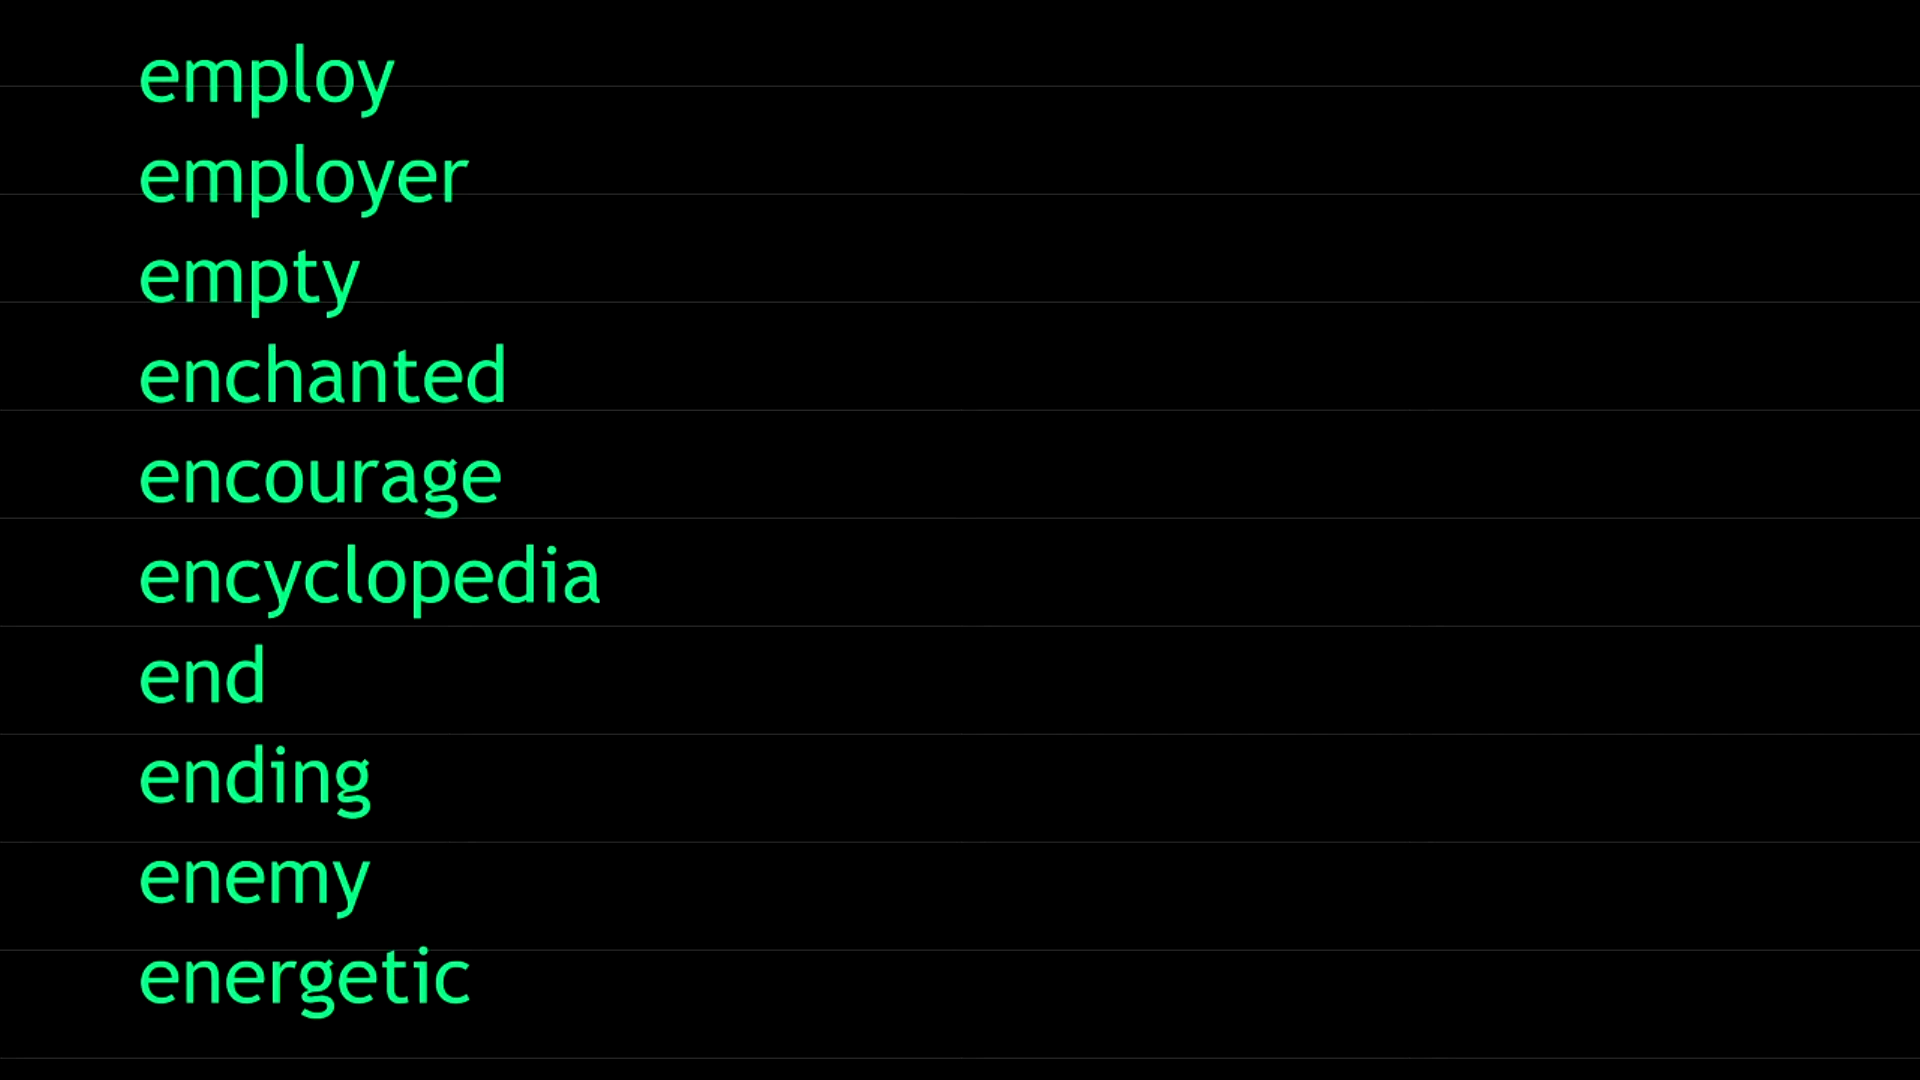 employ
employer
empty
enchanted
encourage
encyclopedia
end
ending
enemy
energetic